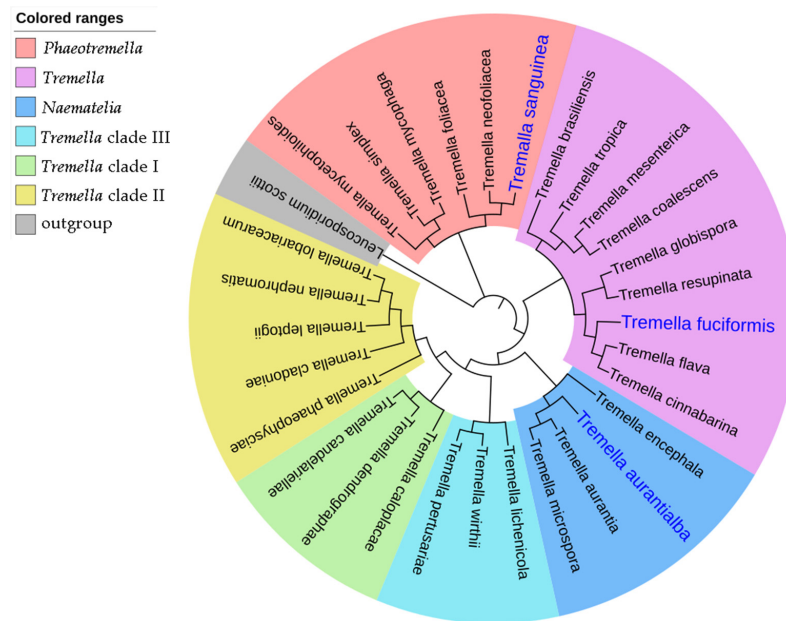 Colored ranges
Phaeotremella
Tremella
Naematelia
Tremella clade III
Tremella clade I
Tremella clade II
outgroup
Leucosporidium scottii
Tremella mycetophiloides
Tremella simplex
Tremella mycophaga
Tremella foliacea
Tremella neofoliacea
Tremalla sanguinea
Tremella brasiliensis
Tremella tropica
Tremella mesenterica
Tremella coalescens
Tremella globispora
Tremella resupinata
Tremella fuciformis
Tremella flava
Tremella cinnabarina
Tremella encephala
Tremella aurantialba
Tremella aurantia
Tremella microspora
Tremella lichenicola
Tremella wirthii
Tremella pertusariae
Tremella caloplacae
Tremella dendrographae
Tremella candelariellae
Tremella phaeophysciae
Tremella cladoniae
Tremella leptogii
Tremella nephromatis
Tremella lobariacearum